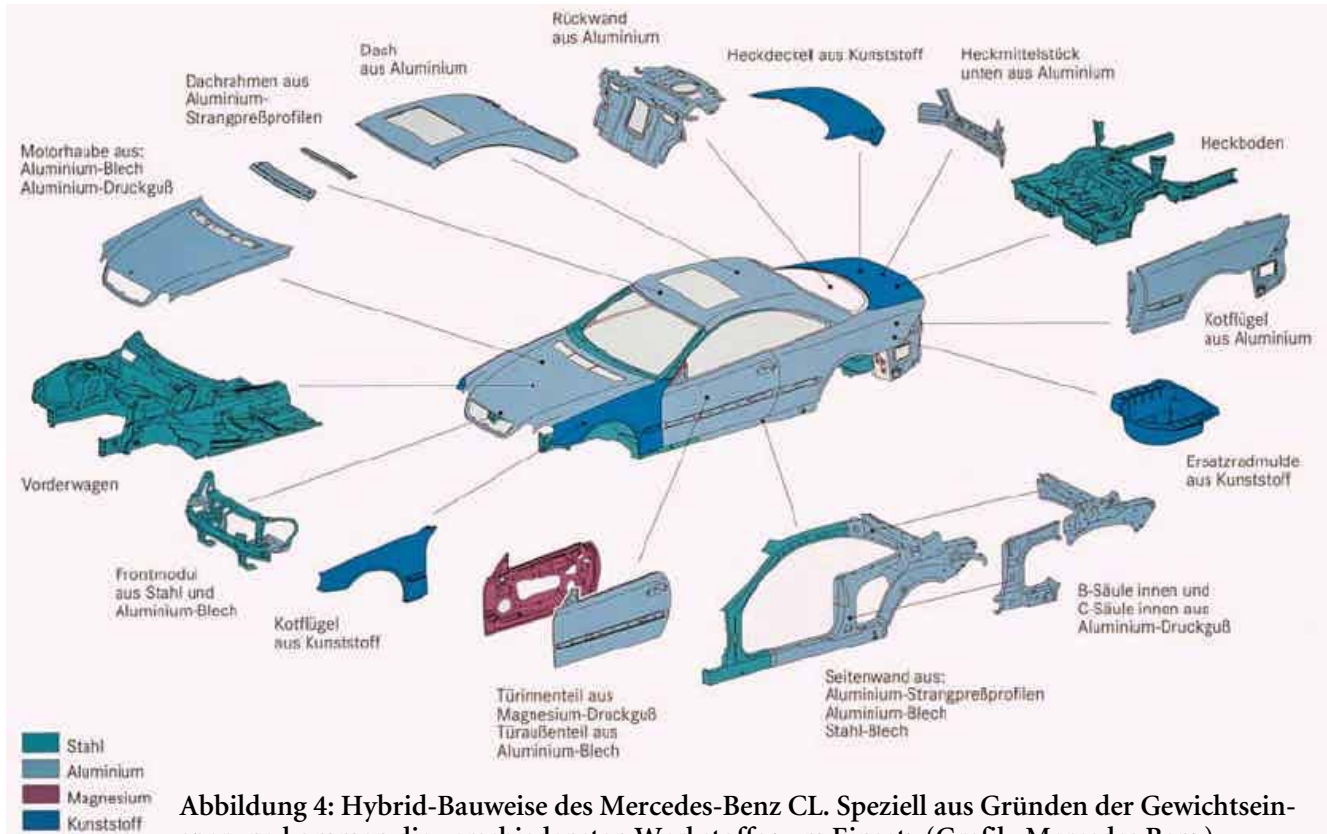 Rückwand
aus Aluminium
Dach
aus Aluminium
Heckdeckel aus Kunststoff
Heckmittelstück
unten aus Aluminium
Dachrahmen aus
Aluminium-
Strangpreßprofilen
Motorhaube aus:
Aluminium-Blech
Aluminium-Druckguß
Heckboden
Kotflügel
aus Aluminium
Vorderwagen
Ersatzradmulde
aus Kunststoff
Frontmodul
aus Stahl und
Aluminium-Blech
Kotflügel
aus Kunststoff
B-Säule innen und
C-Säule innen aus
Aluminium-Druckguß
Türinnenteil aus
Magnesium-Druckguß
Türaußenteil aus
Aluminium-Blech
Seitenwand aus:
Aluminium-Strangpreßprofilen
Aluminium-Blech
Stahl-Blech
Stahl
Aluminium
Magnesium
Kunststoff
Abbildung 4: Hybrid-Bauweise des Mercedes-Benz CL. Speziell aus Gründen der Gewichtsein-